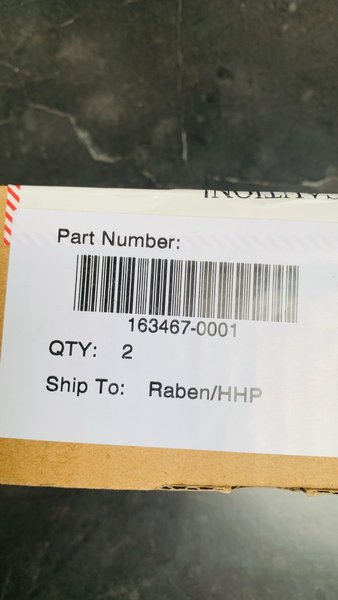 Part Number:
163467-0001
QTY: 2
Ship To: Raben/HHP